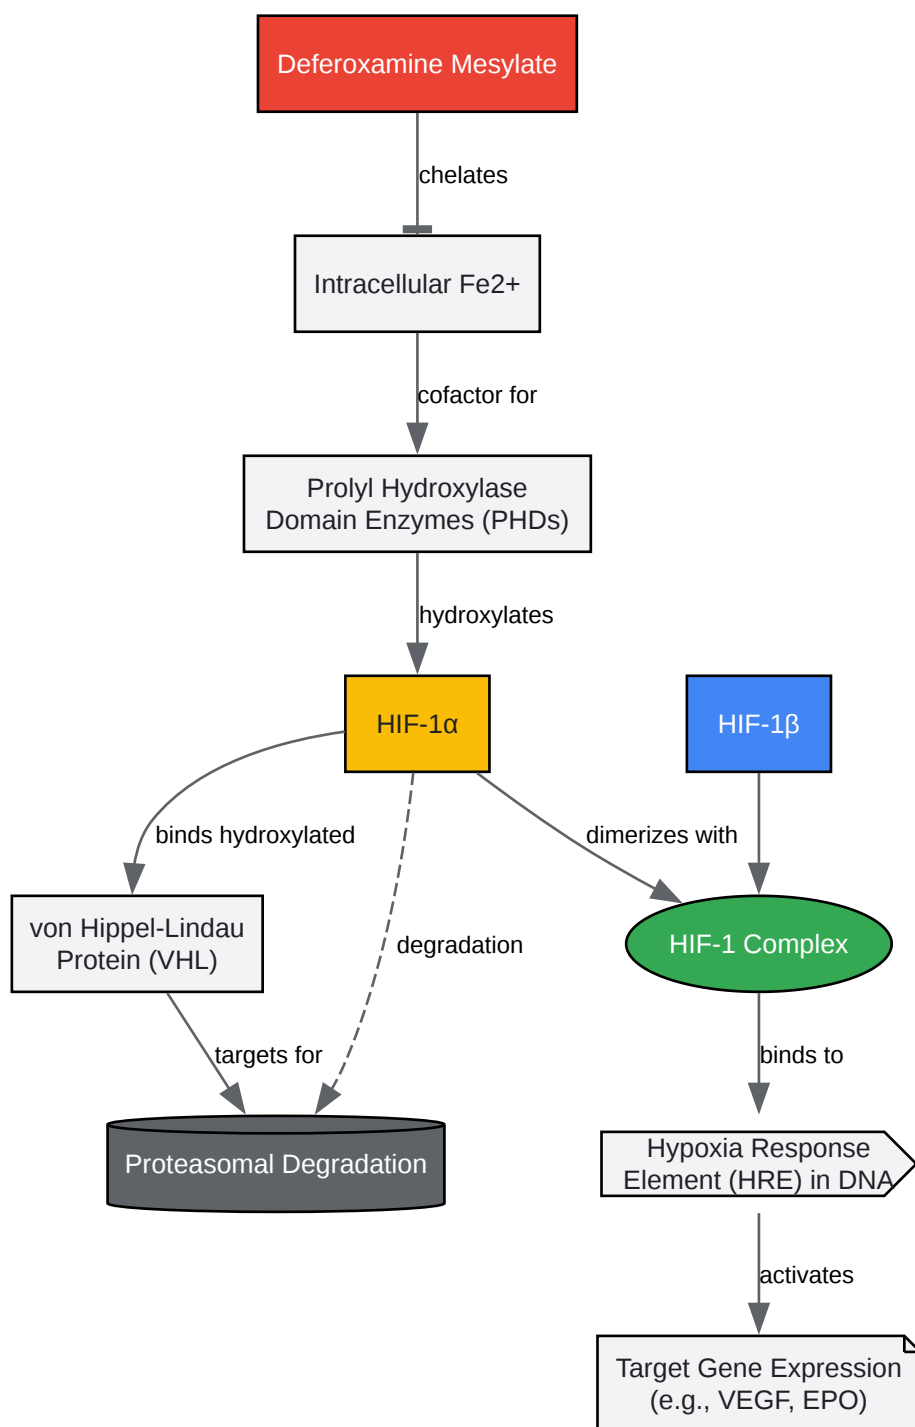 Deferoxamine Mesylate
chelates
Intracellular Fe2+
cofactor for
Prolyl Hydroxylase
Domain Enzymes (PHDs)
hydroxylates
HIF-1α
HIF-1β
binds hydroxylated
dimerizes with
von Hippel-Lindau
Protein (VHL)
degradation
HIF-1 Complex
targets for
binds to
Proteasomal Degradation
Hypoxia Response
Element (HRE) in DNA
activates
Target Gene Expression
(e.g., VEGF, EPO)